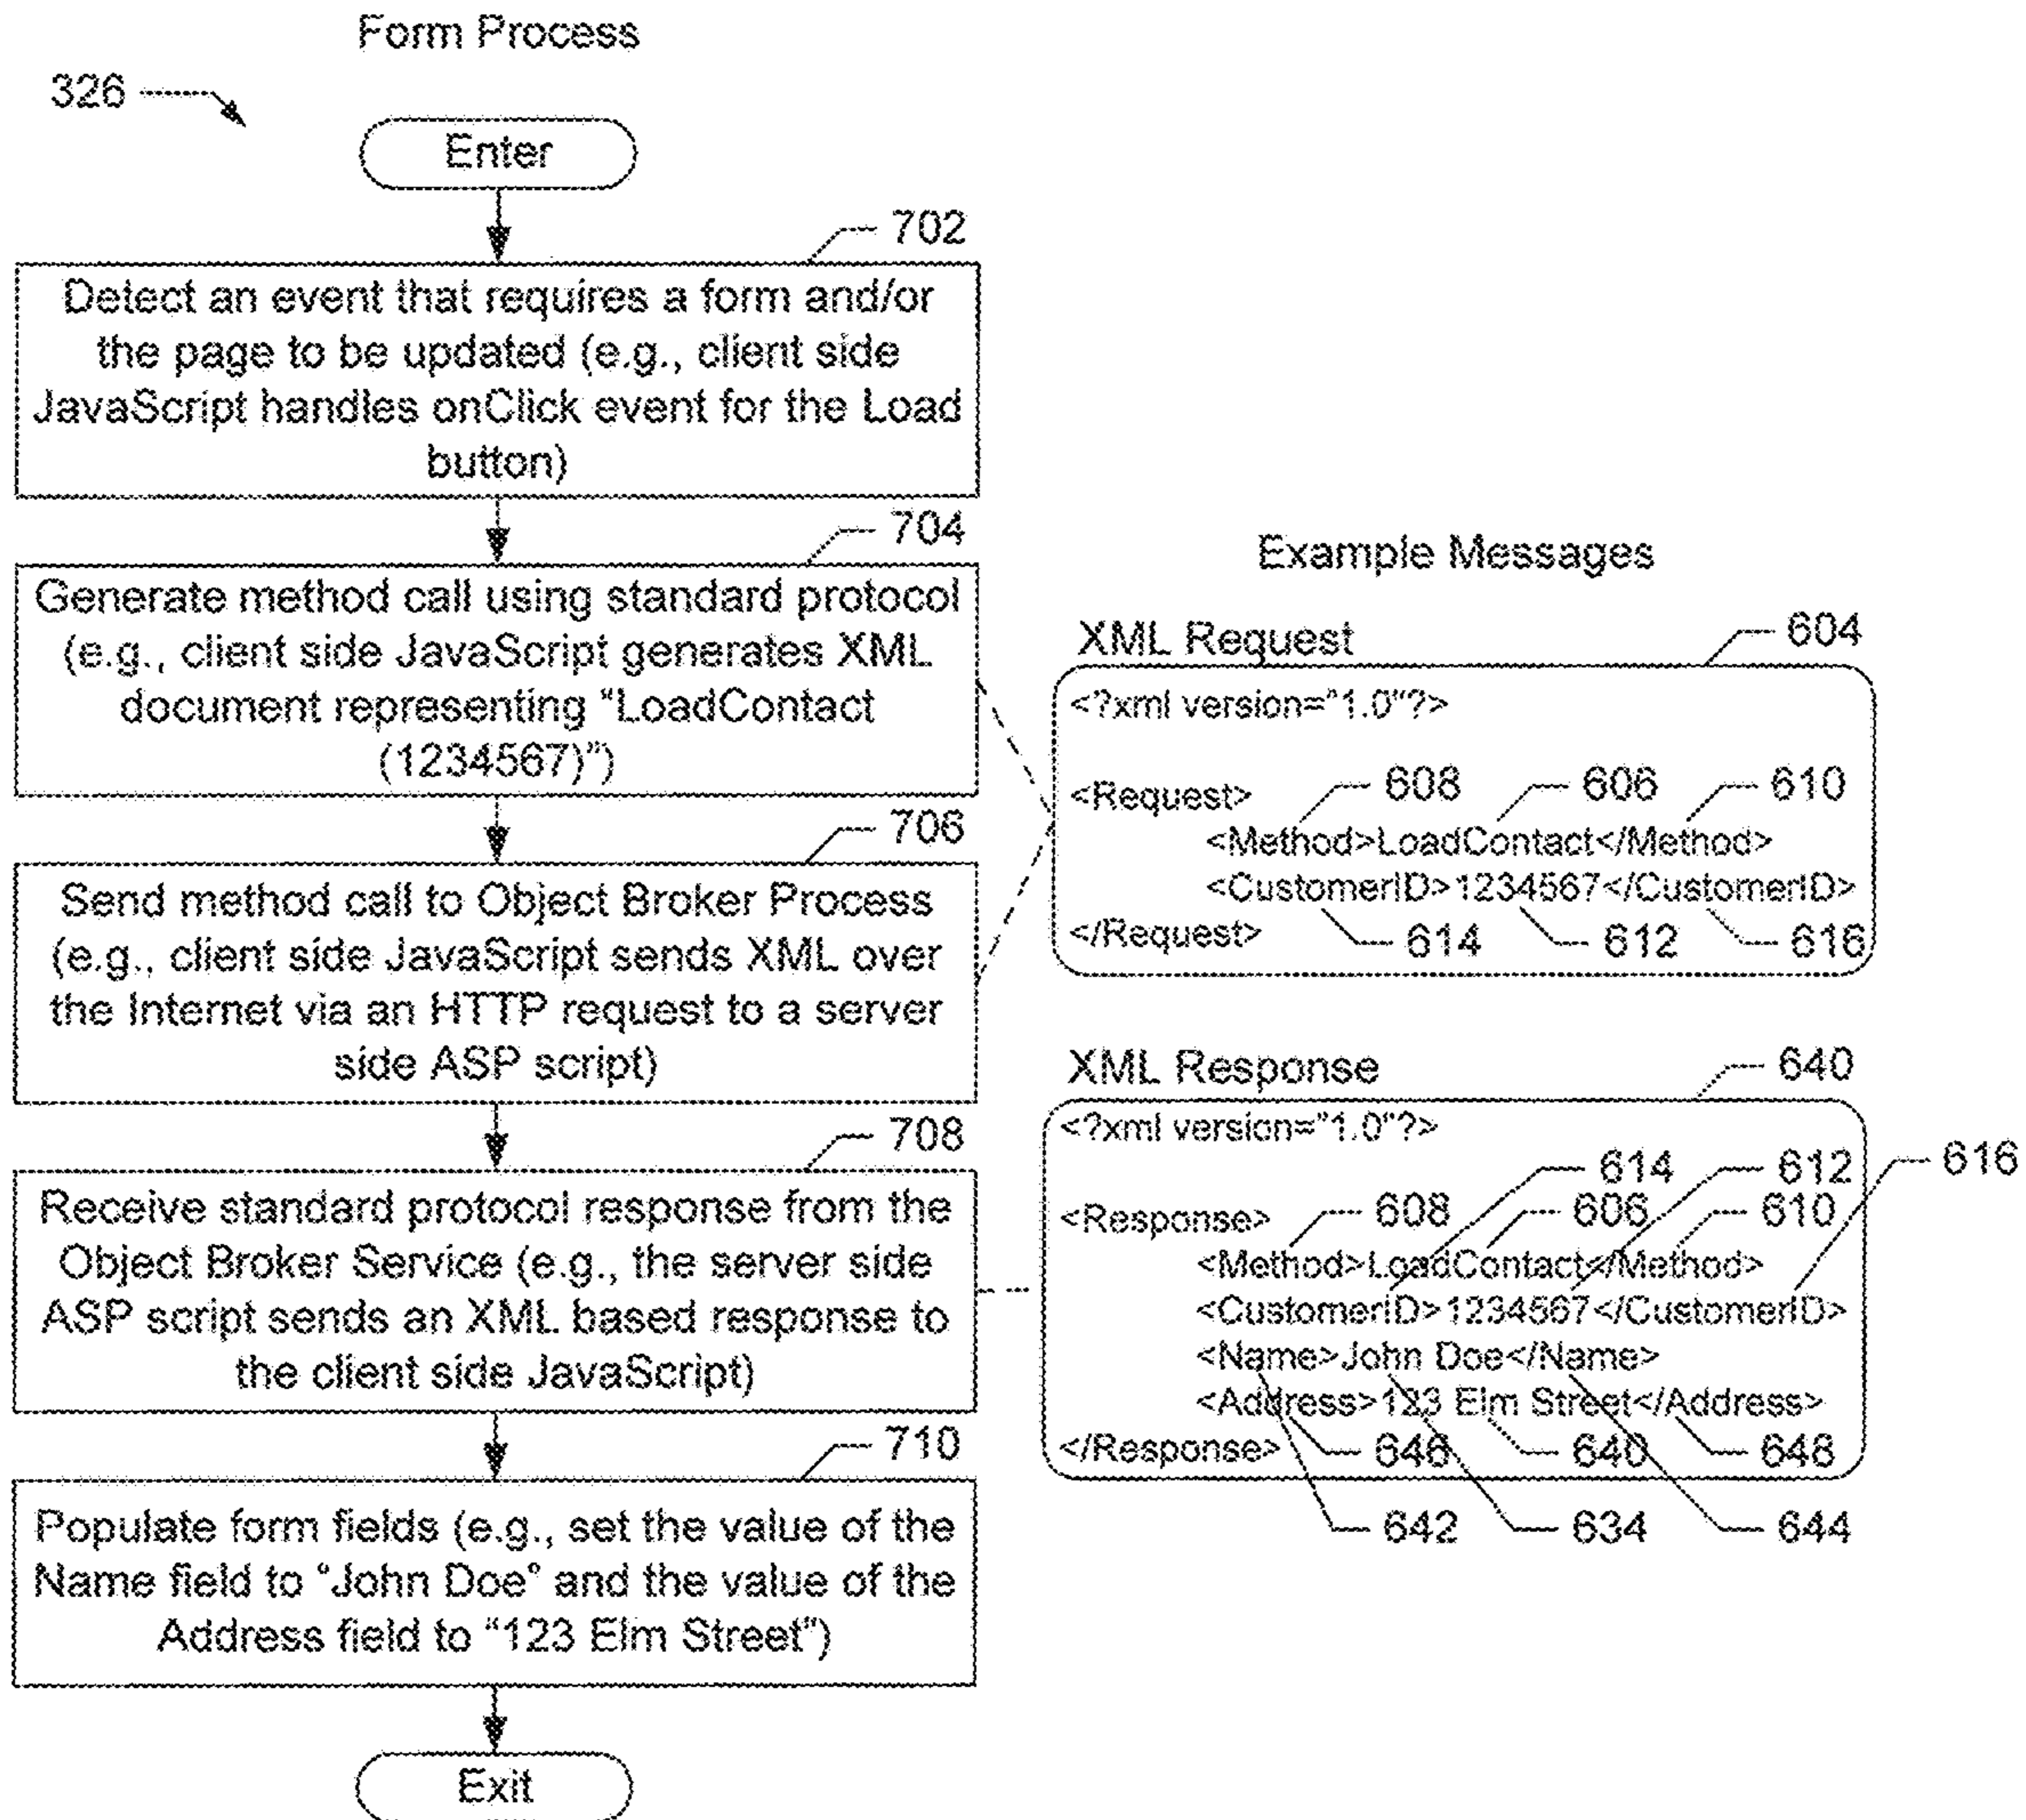 Form Process
326
Enter
702
Detect an event that requires a form and/or
the page to be updated (e.g., client side
JavaScript handles onClick event for the Load
button)
704
Generate method call using standard protocol
(e.g., client side JavaScript generates XML
document representing “LoadContact
(1234567)”)
706
Send method call to Object Broker Process
(e.g., client side JavaScript sends XML over
the Internet via an HTTP request to a server
side ASP script)
708
Receive standard protocol response from the
Object Broker Service (e.g., the server side
ASP script sends an XML based response to
the client side JavaScript)
710
Populate form fields (e.g., set the value of the
Name field to “John Doe” and the value of the
Address field to “123 Elm Street”)
Exit
Example Messages
XML Request
604
<?xml version="1.0"?>
608 606 610
<Request>
<Method>LoadContact</Method>
<CustomerID>1234567</CustomerID>
</Request>
614 612 616
XML Response
640
<?xml version="1.0"?>
614 612 616
<Response>
608 606 610
<Method>LoadContact</Method>
<CustomerID>1234567</CustomerID>
<Name>John Doe</Name>
<Address>123 Elm Street</Address>
</Response>
646 640 648
642 634 644